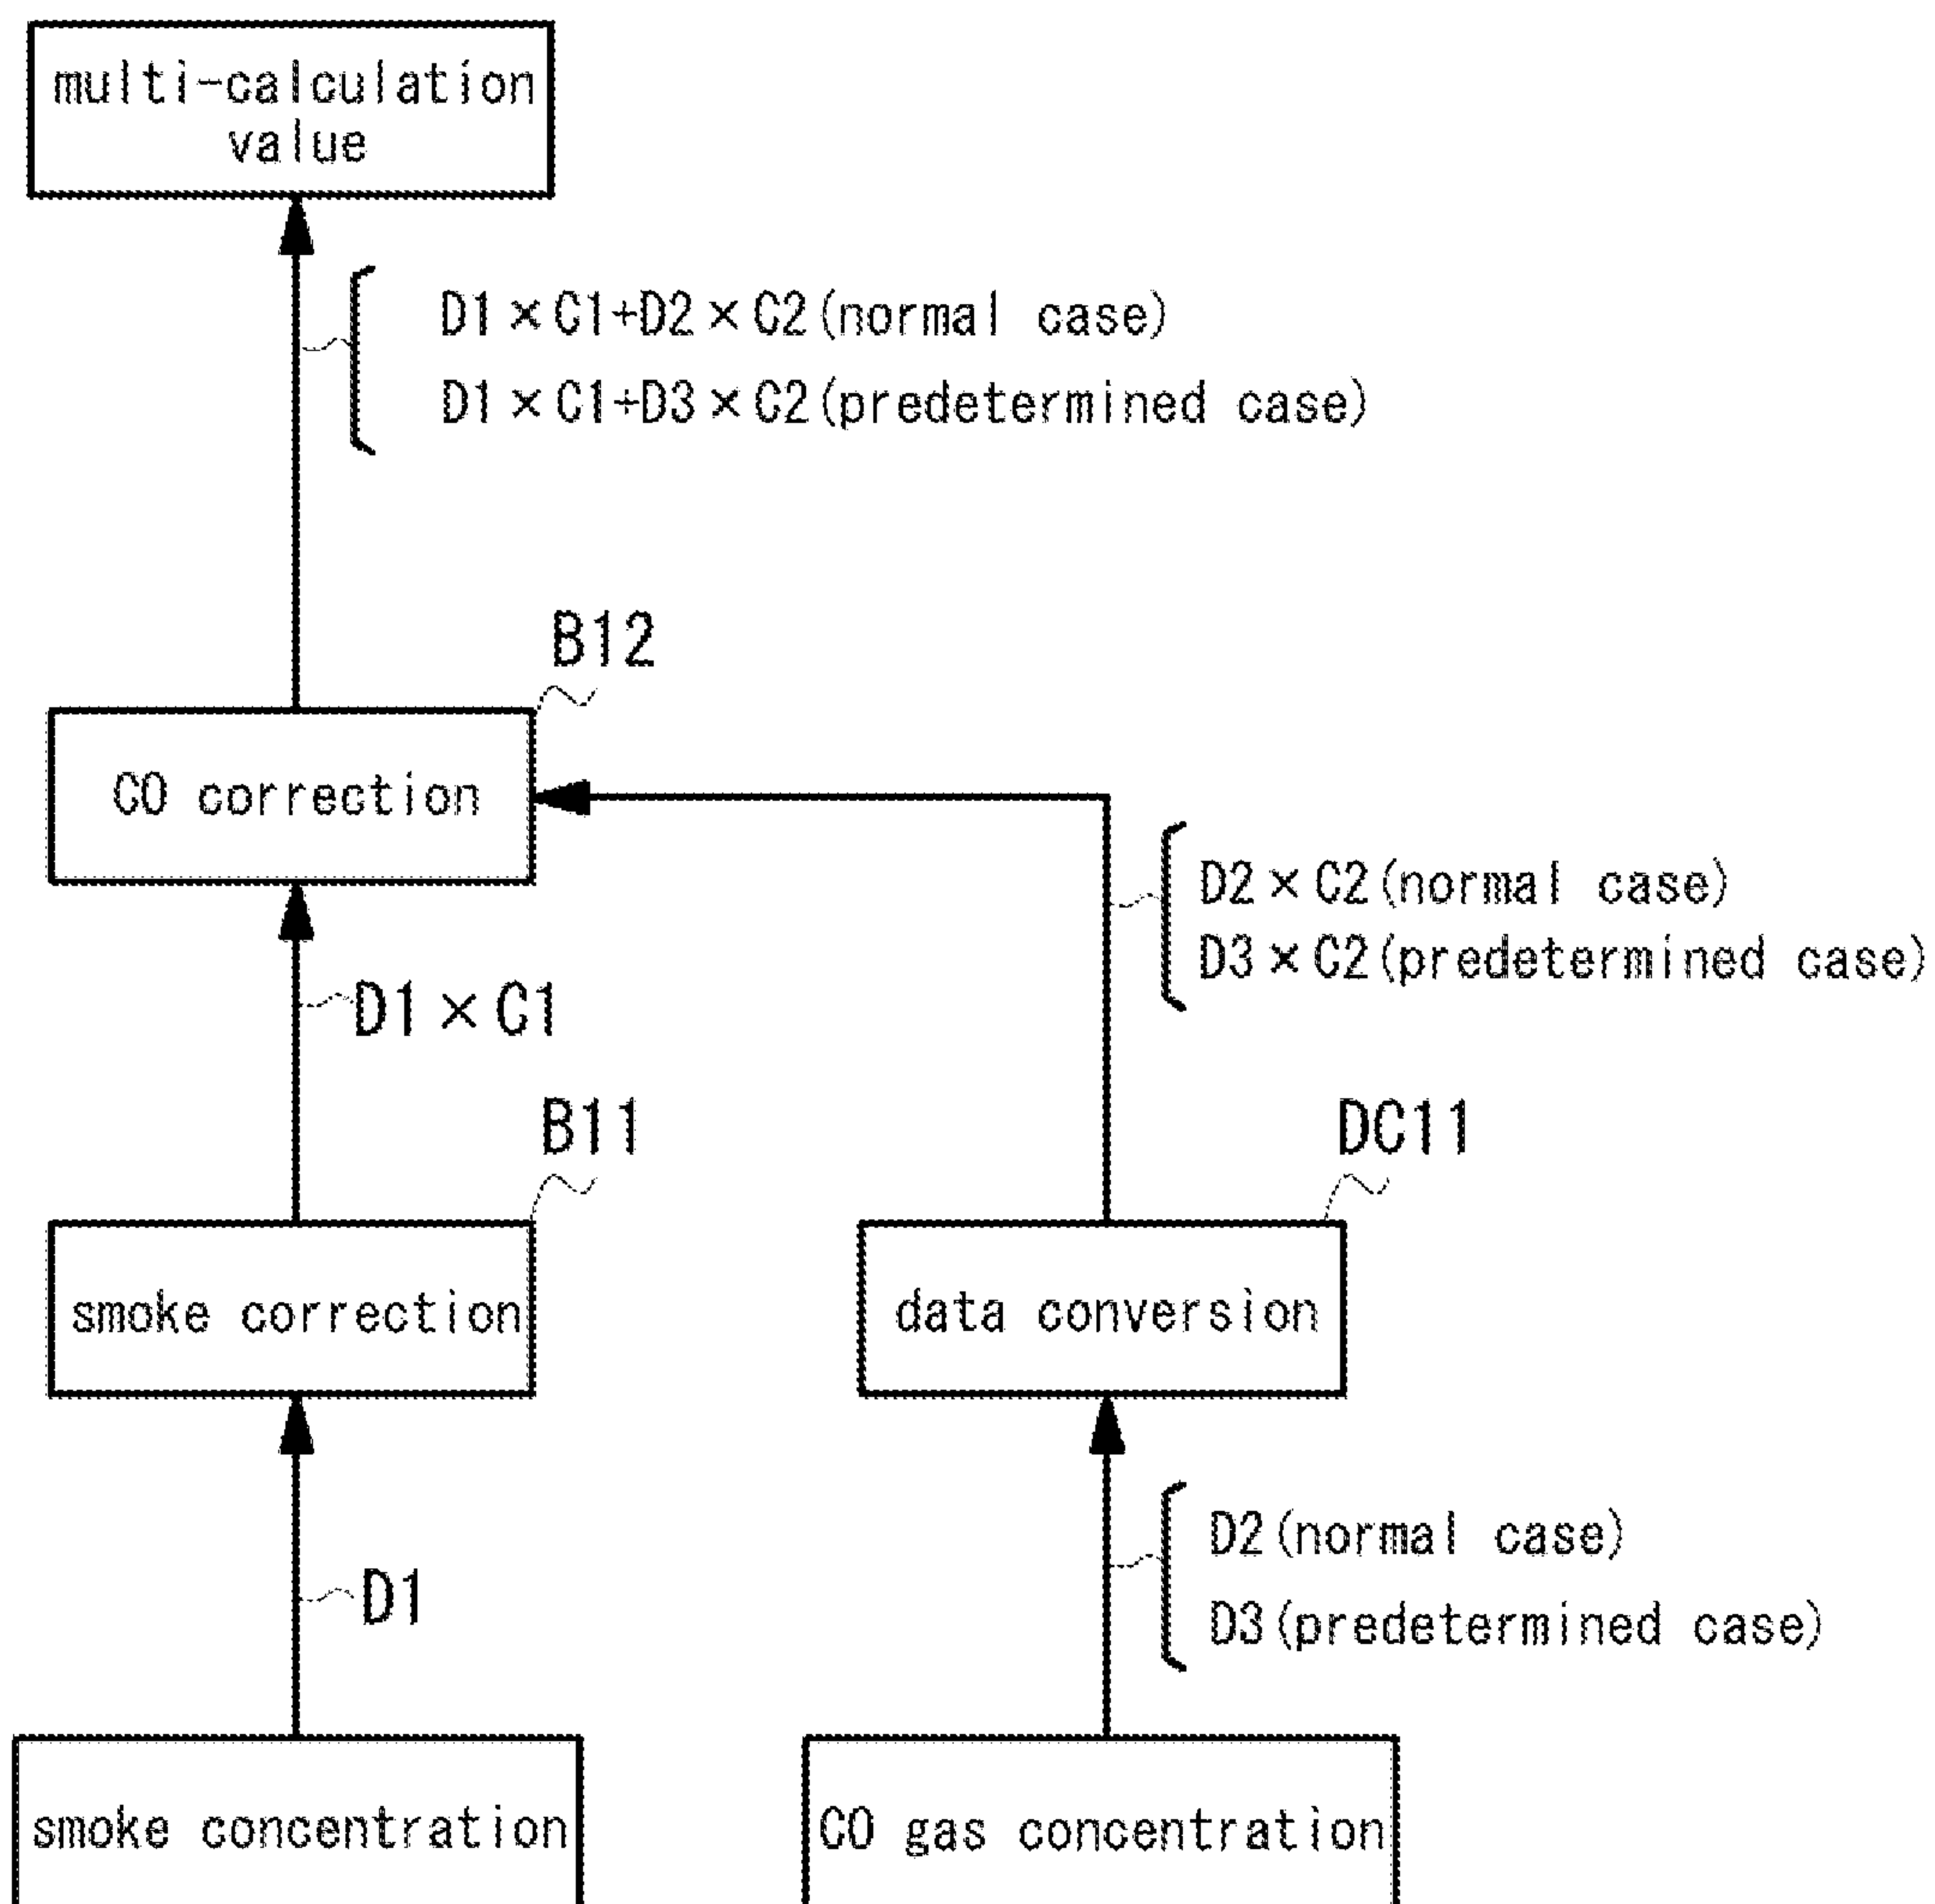 multi-calculation
value
D1×C1+D2×C2(normal case)
D1×C1+D3×C2(predetermined case)
B12
CO correction
D2×C2(normal case)
D3×C2(predetermined case)
D1×C1
B11
DC11
smoke correction
data conversion
D2(normal case)
D1
D3(predetermined case)
smoke concentration
CO gas concentration